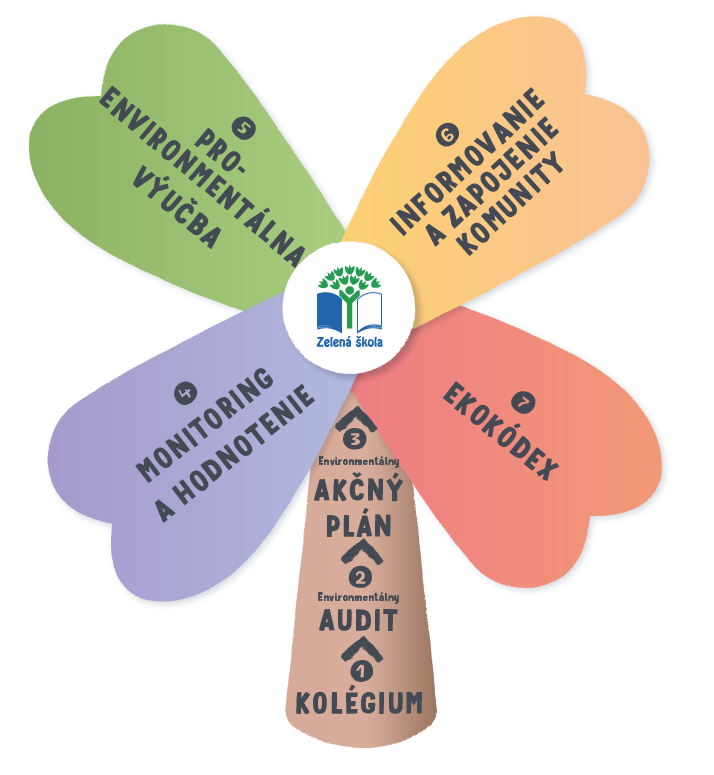 5
PRO-
ENVIRONMENTÁLNA
VÝUČBA
6
INFORMOVANIE
A ZAPOJENIE
KOMUNITY
Zelená škola
4
MONITORING
A HODNOTENIE
7
EKOKÓDEX
3
Environmentálny
AKČNÝ
PLÁN
2
Environmentálny
AUDIT
1
KOLÉGIUM